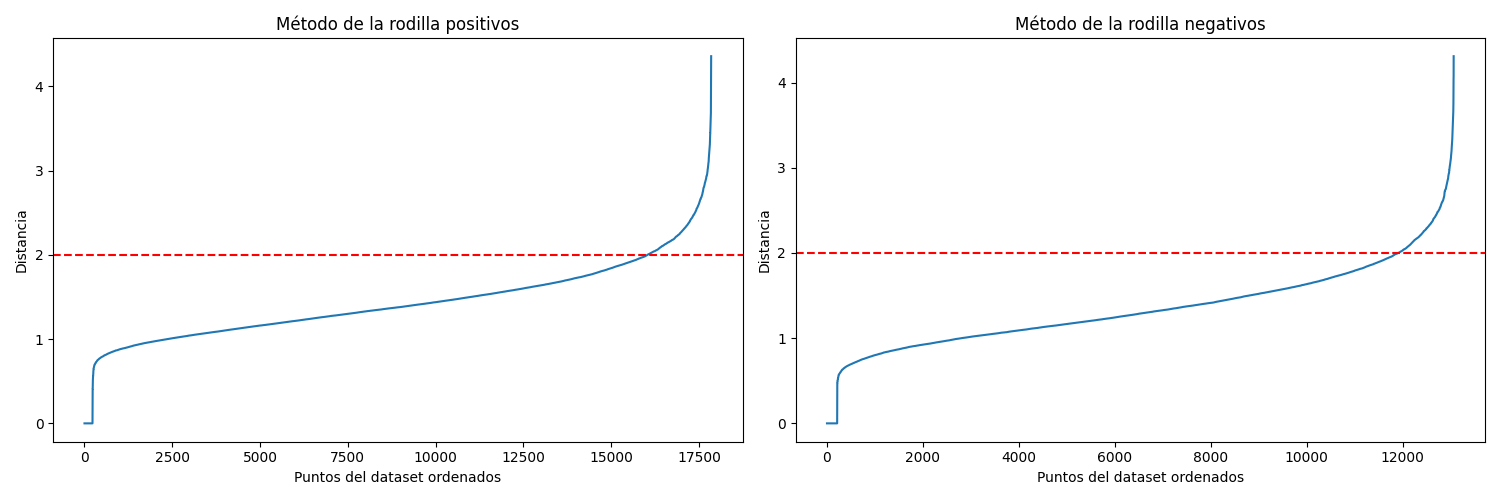 Método de la rodilla positivos
Distancia
4
3
2
1
0
0 2500 5000 7500 10000 12500 15000 17500
Puntos del dataset ordenados
Método de la rodilla negativos
Distancia
4
3
2
1
0
0 2000 4000 6000 8000 10000 12000
Puntos del dataset ordenados